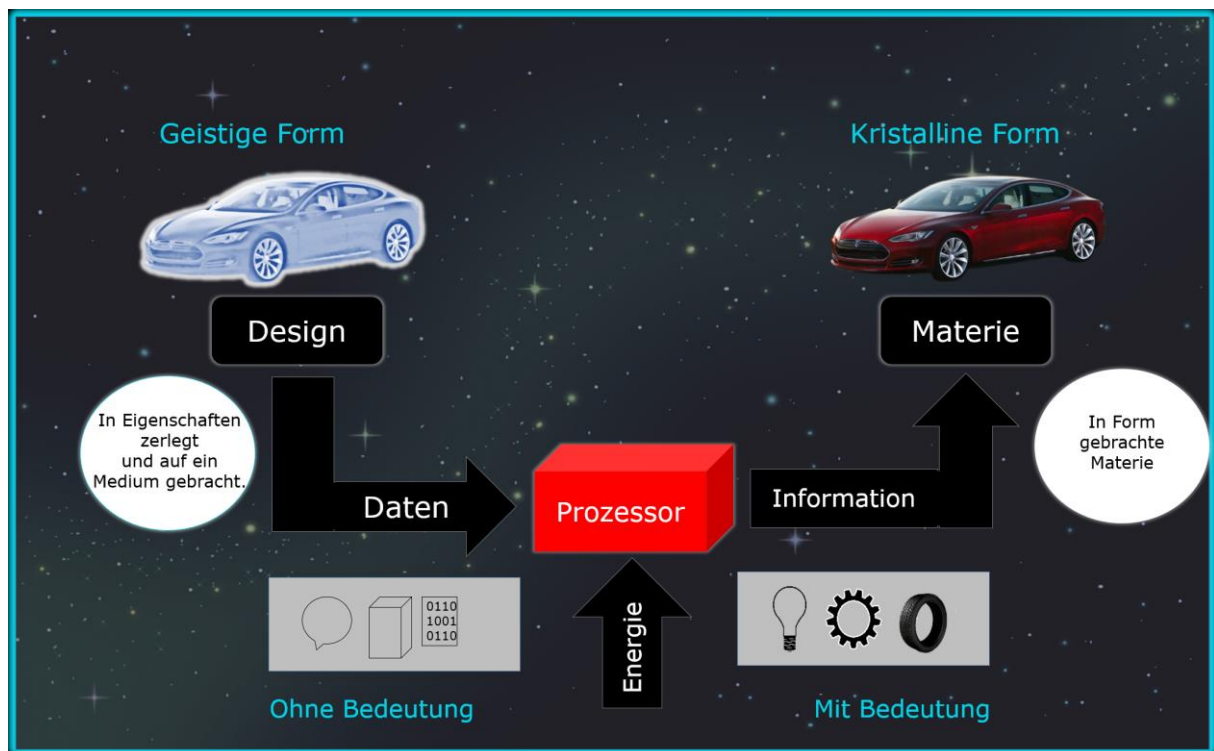 Geistige Form
Kristalline Form
Design
Materie
In Eigenschaften
zerlegt
und auf ein
Medium gebracht.
In Form
gebrachte
Materie
Daten
Prozessor
Information
0110
1001
0110
Energie
Ohne Bedeutung
Mit Bedeutung